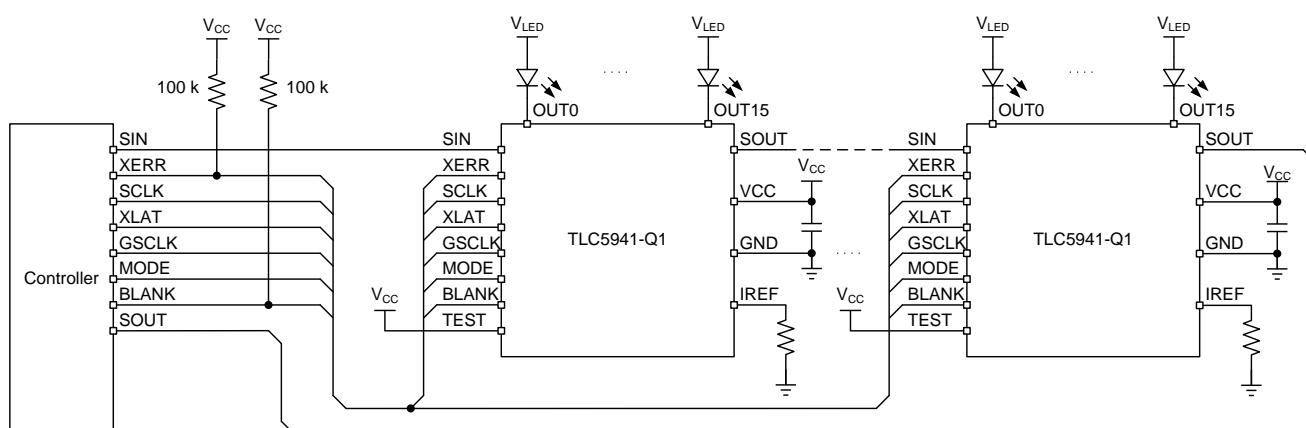 VCC VCC
100 k 100 k
Controller
SIN
XERR
SCLK
XLAT
GSCLK
MODE
BLANK
SOUT
VLED VLED
. . . .
OUT0 OUT15
SIN
XERR
SCLK
XLAT
GSCLK
MODE
BLANK
TEST
VCC
TLC5941-Q1
SOUT
VCC
GND
IREF
VCC
. . . .
VLED VLED
. . . .
OUT0 OUT15
SIN
XERR
SCLK
XLAT
GSCLK
MODE
BLANK
TEST
VCC
TLC5941-Q1
SOUT
VCC
GND
IREF
VCC